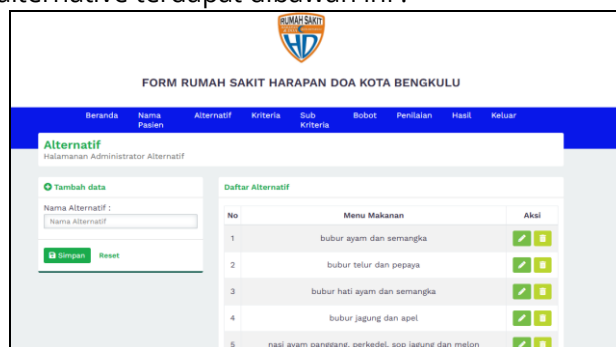 alternative terdapat dibawah ini :
RUMAH SAKIT
HD
FORM RUMAH SAKIT HARAPAN DOA KOTA BENGKULU
Beranda Nama Pasien Alternatif Kriteria Sub Kriteria Bobot Penilaian Hasil Keluar
Alternatif
Halamanan Administrator Alternatif
Tambah data
Nama Alternatif :
Nama Alternatif
Simpan Reset
Daftar Alternatif
No Menu Makanan Aksi
1 bubur ayam dan semangka
2 bubur telur dan pepaya
3 bubur hati ayam dan semangka
4 bubur jagung dan apel
5 nasi ayam panggang, perkedel, sop jagung dan melon